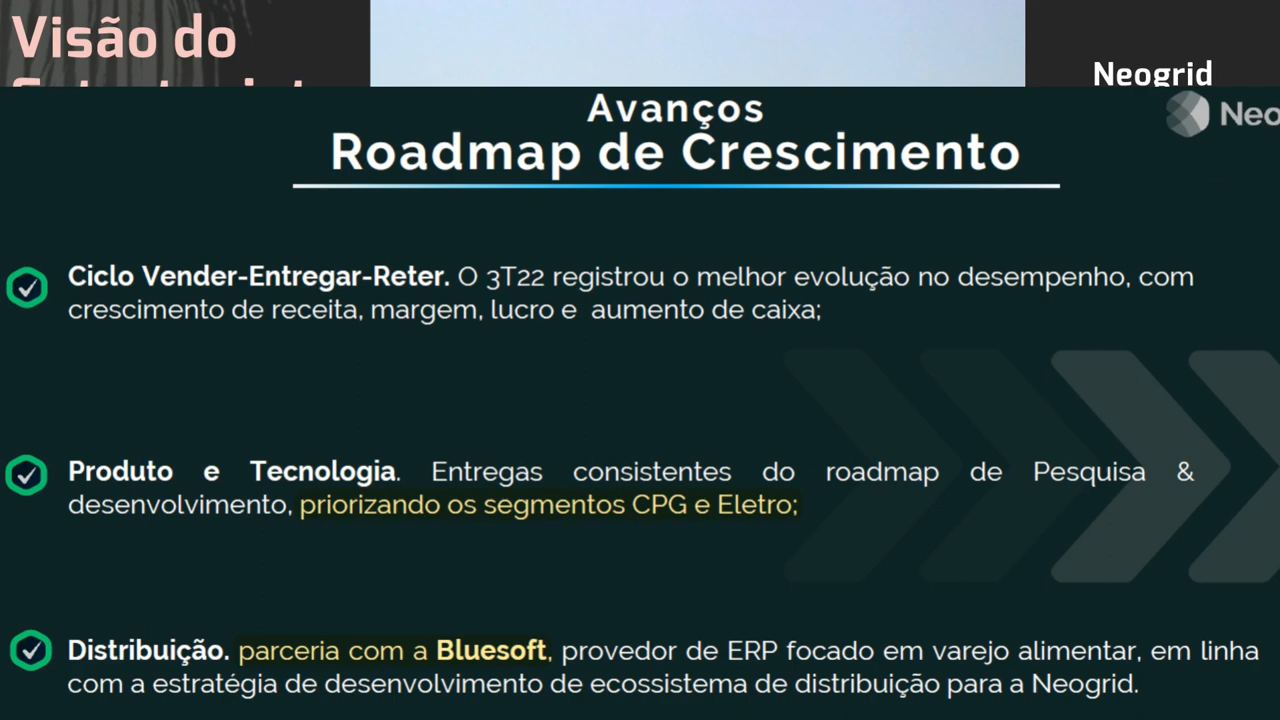 Visão do
Neogrid
Avanços
Neo
Roadmap de Crescimento
Ciclo Vender-Entregar-Reter. O 3T22 registrou o melhor evolução no desempenho, com
crescimento de receita, margem, lucro e aumento de caixa;
Produto e Tecnologia. Entregas consistentes do roadmap de Pesquisa &
desenvolvimento, priorizando os segmentos CPG e Eletro;
Distribuição. parceria com a Bluesoft, provedor de ERP focado em varejo alimentar, em linha
com a estratégia de desenvolvimento de ecossistema de distribuição para a Neogrid.